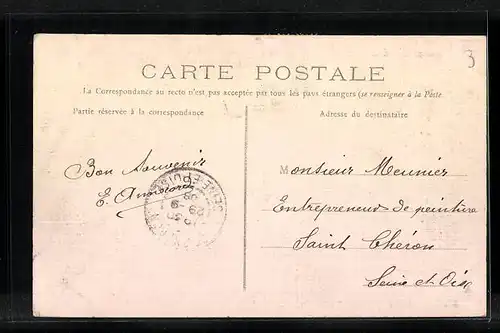 3
CARTE POSTALE
La Correspondance au recto n'est pas acceptée par tous les pays étrangers (se renseigner à la Poste
Partie réservée à la correspondance
Adresse du destinataire
Bon Souvenir
E.
Monsieur Meunier
Entrepreneur de peinture
Saint Chéron
Seine et Oise